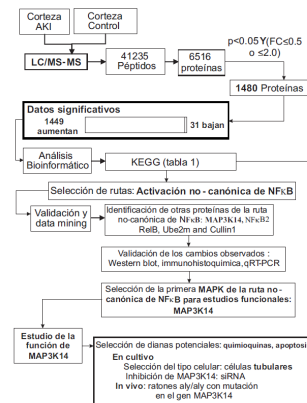 Corteza
AKI
Corteza
Control
LC/MS-MS
41235
Péptidos
6516
proteínas
p<0.05Y(FC≤0.5
o ≤2.0)
1480 Proteínas
Datos significativos
1449
aumentan
31 bajan
Análisis
Bioinformático
KEGG (tabla 1)
Selección de rutas: Activación no-canónica de NFκB
Validación y
data mining
Identificación de otras proteínas de la ruta
no-canónica de NFκB: MAP3K14, NFκB2
RelB, Ube2m and Cullin1
Validación de los cambios observados :
Western blot, immunohistoquimica, qRT-PCR
Selección de la primera MAPK de la ruta no-
canónica de NFκB para estudios funcionales:
MAP3K14
Estudio de la
función de
MAP3K14
Selección de dianas potenciales: quimioquinas, apoptosi
En cultivo
Selección del tipo celular: células tubulares
Inhibición de MAP3K14: siRNA
In vivo: ratones aly/aly con mutación
en el gen MAP3K14